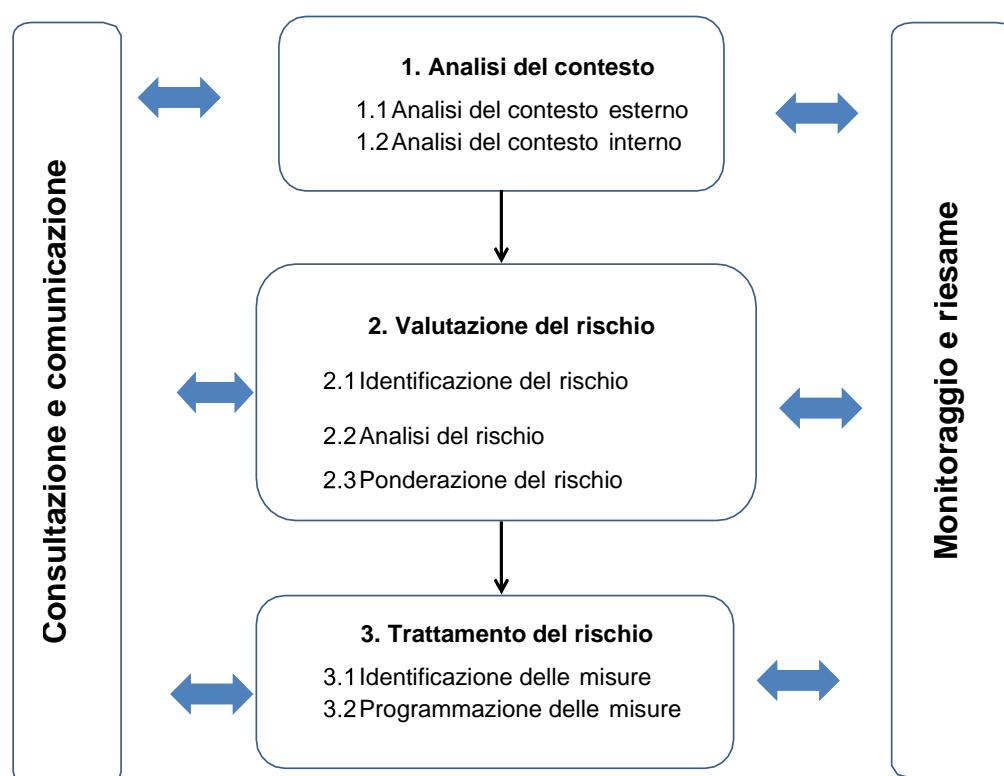 Consultazione e comunicazione
1. Analisi del contesto
1.1 Analisi del contesto esterno
1.2 Analisi del contesto interno
2. Valutazione del rischio
2.1 Identificazione del rischio
2.2 Analisi del rischio
2.3 Ponderazione del rischio
3. Trattamento del rischio
3.1 Identificazione delle misure
3.2 Programmazione delle misure
Monitoraggio e riesame